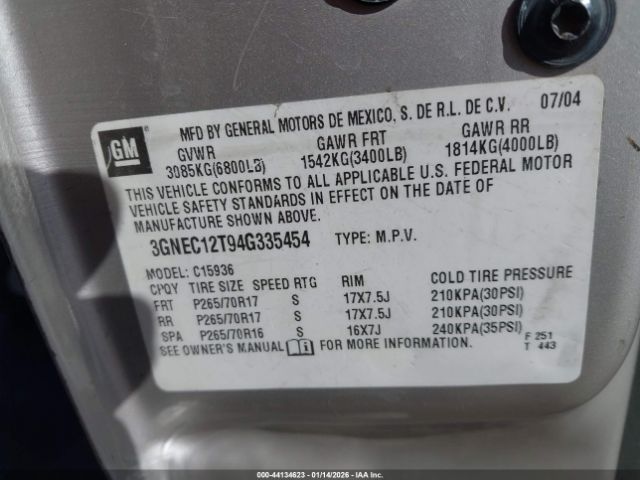 GM
MFD BY GENERAL MOTORS DE MEXICO, S. DE R.L. DE C.V. 07/04
GVWR GAWR FRT GAWR RR
3085KG(6800LB) 1542KG(3400LB) 1814KG(4000LB)
THIS VEHICLE CONFORMS TO ALL APPLICABLE U.S. FEDERAL MOTOR
VEHICLE SAFETY STANDARDS IN EFFECT ON THE DATE OF
MANUFACTURE SHOWN ABOVE.
3GNEC12T94G335454 TYPE: M.P.V.
MODEL: C15936
CPQY TIRE SIZE SPEED RTG RIM COLD TIRE PRESSURE
FRT P265/70R17 S 17X7.5J 210KPA(30PSI)
RR P265/70R17 S 17X7.5J 210KPA(30PSI)
SPA P265/70R16 S 16X7J 240KPA(35PSI)
SEE OWNER'S MANUAL FOR MORE INFORMATION.
F 251
T 443
000-44134623 | 01/14/2026 - IAA Inc.